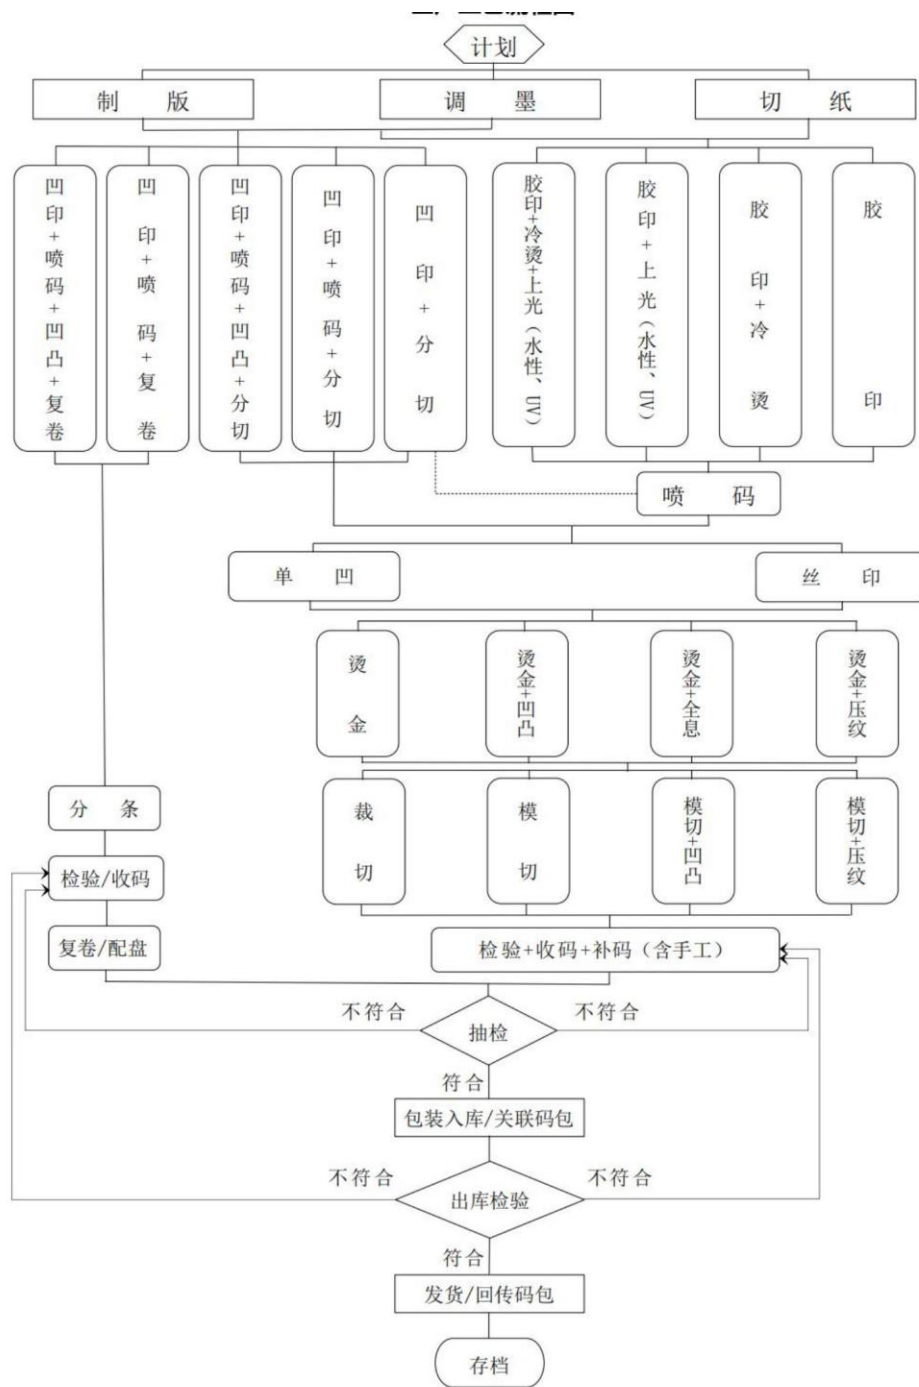 计划
制 版
调 墨
切 纸
凹印+喷码+凹凸+复卷
凹印+喷码+复卷
凹印+喷码+凹凸+分切
凹印+喷码+分切
凹印+分切
胶印+冷烫+上光(水性、UV)
胶印+上光(水性、UV)
胶印+冷烫
胶印
喷 码
单 凹
丝 印
烫金
烫金+凹凸
烫金+全息
烫金+压纹
裁切
模切
模切+凹凸
模切+压纹
分 条
检验/收码
复卷/配盘
检验+收码+补码(含手工)
不符合
抽检
不符合
符合
包装入库/关联码包
不符合
出库检验
不符合
符合
发货/回传码包
存档